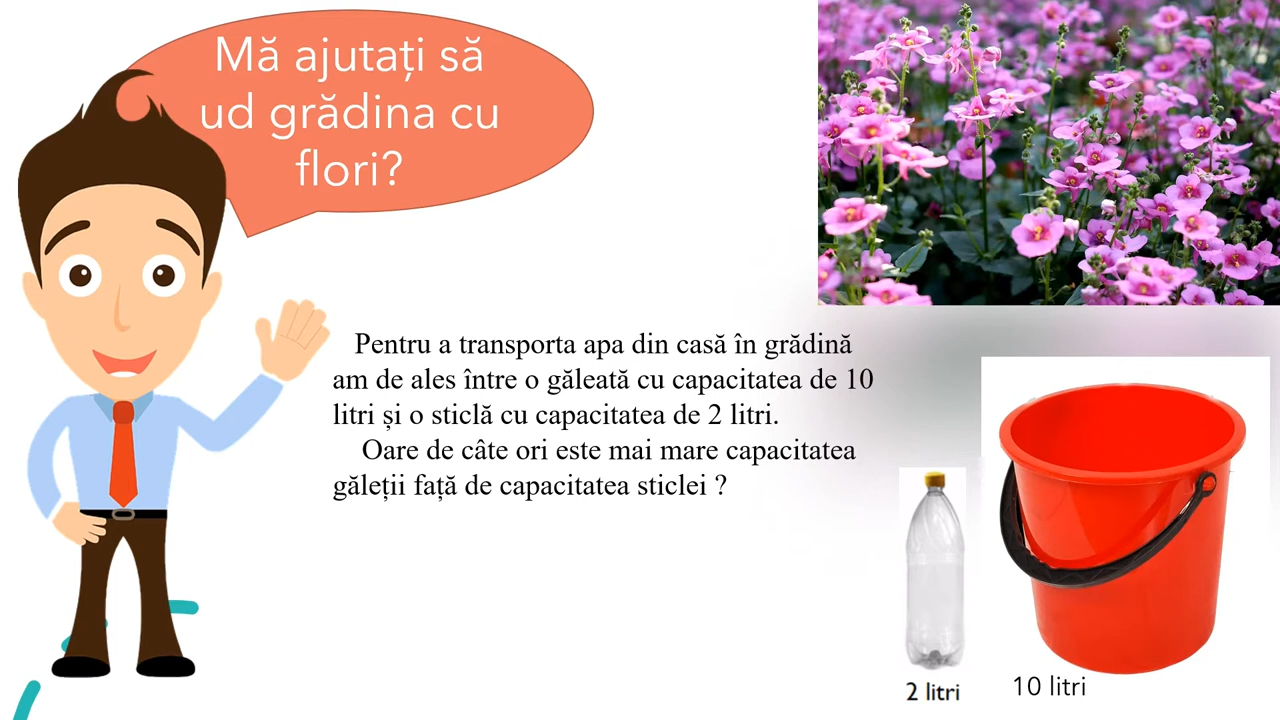 Mă ajutați să
ud grădina cu
flori?
Pentru a transporta apa din casă în grădină
am de ales între o găleată cu capacitatea de 10
litri și o sticlă cu capacitatea de 2 litri.
Oare de câte ori este mai mare capacitatea
găleții față de capacitatea sticlei ?
2 litri
10 litri